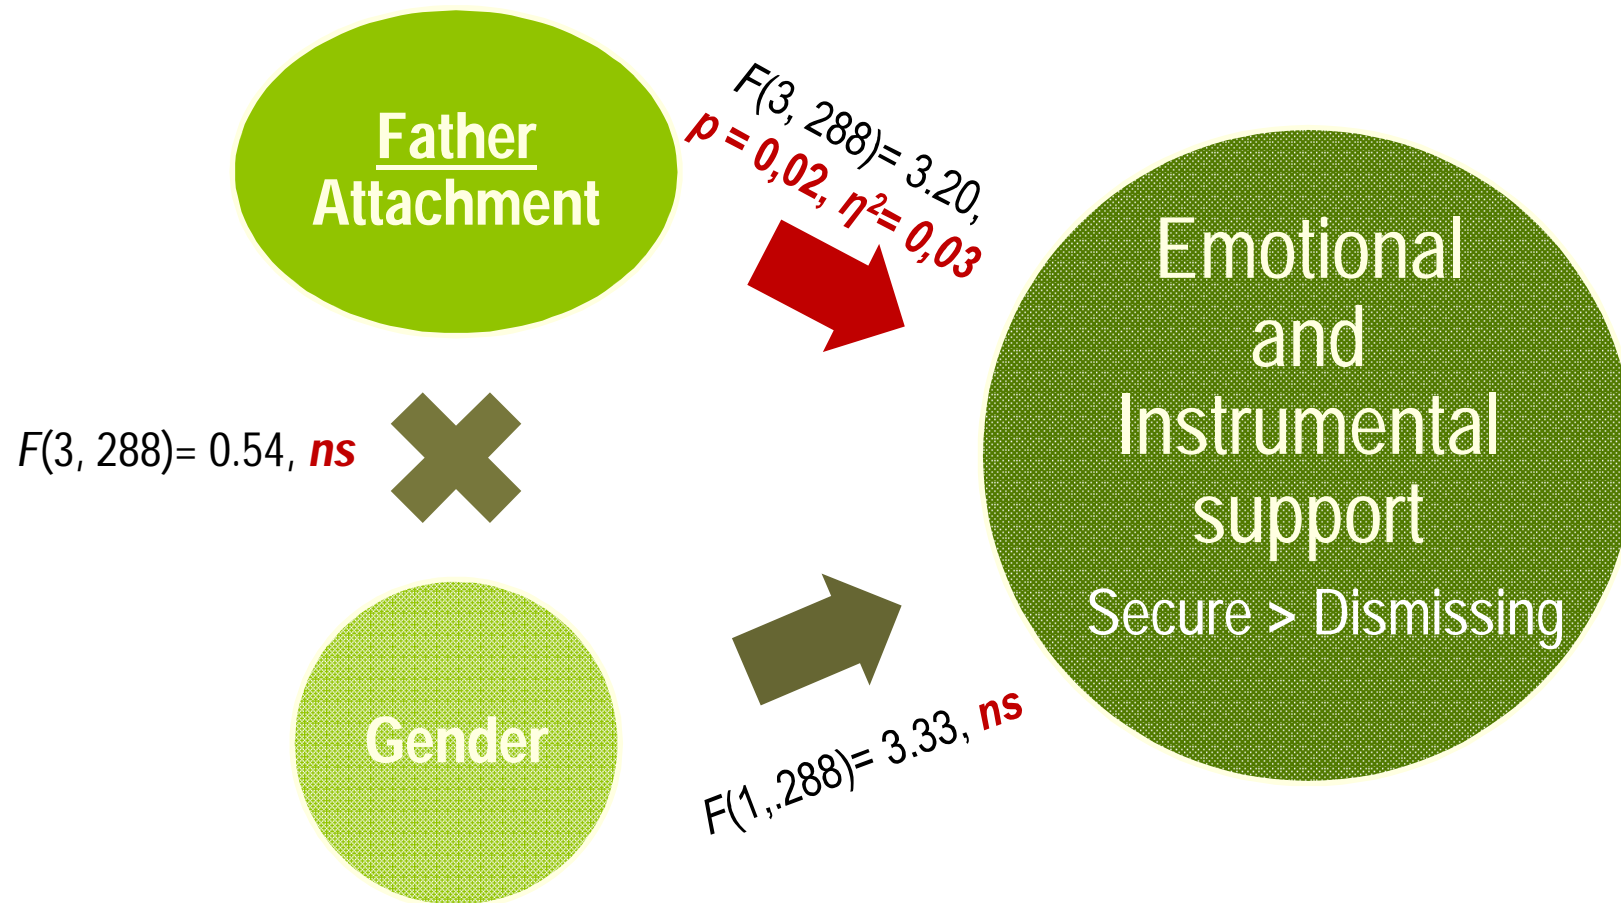 Father
Attachment
F(3, 288)= 3.20,
p = 0,02, η²= 0,03
Emotional
and
Instrumental
support
Secure > Dismissing
F(3, 288)= 0.54, ns
Gender
F(1,.288)= 3.33, ns